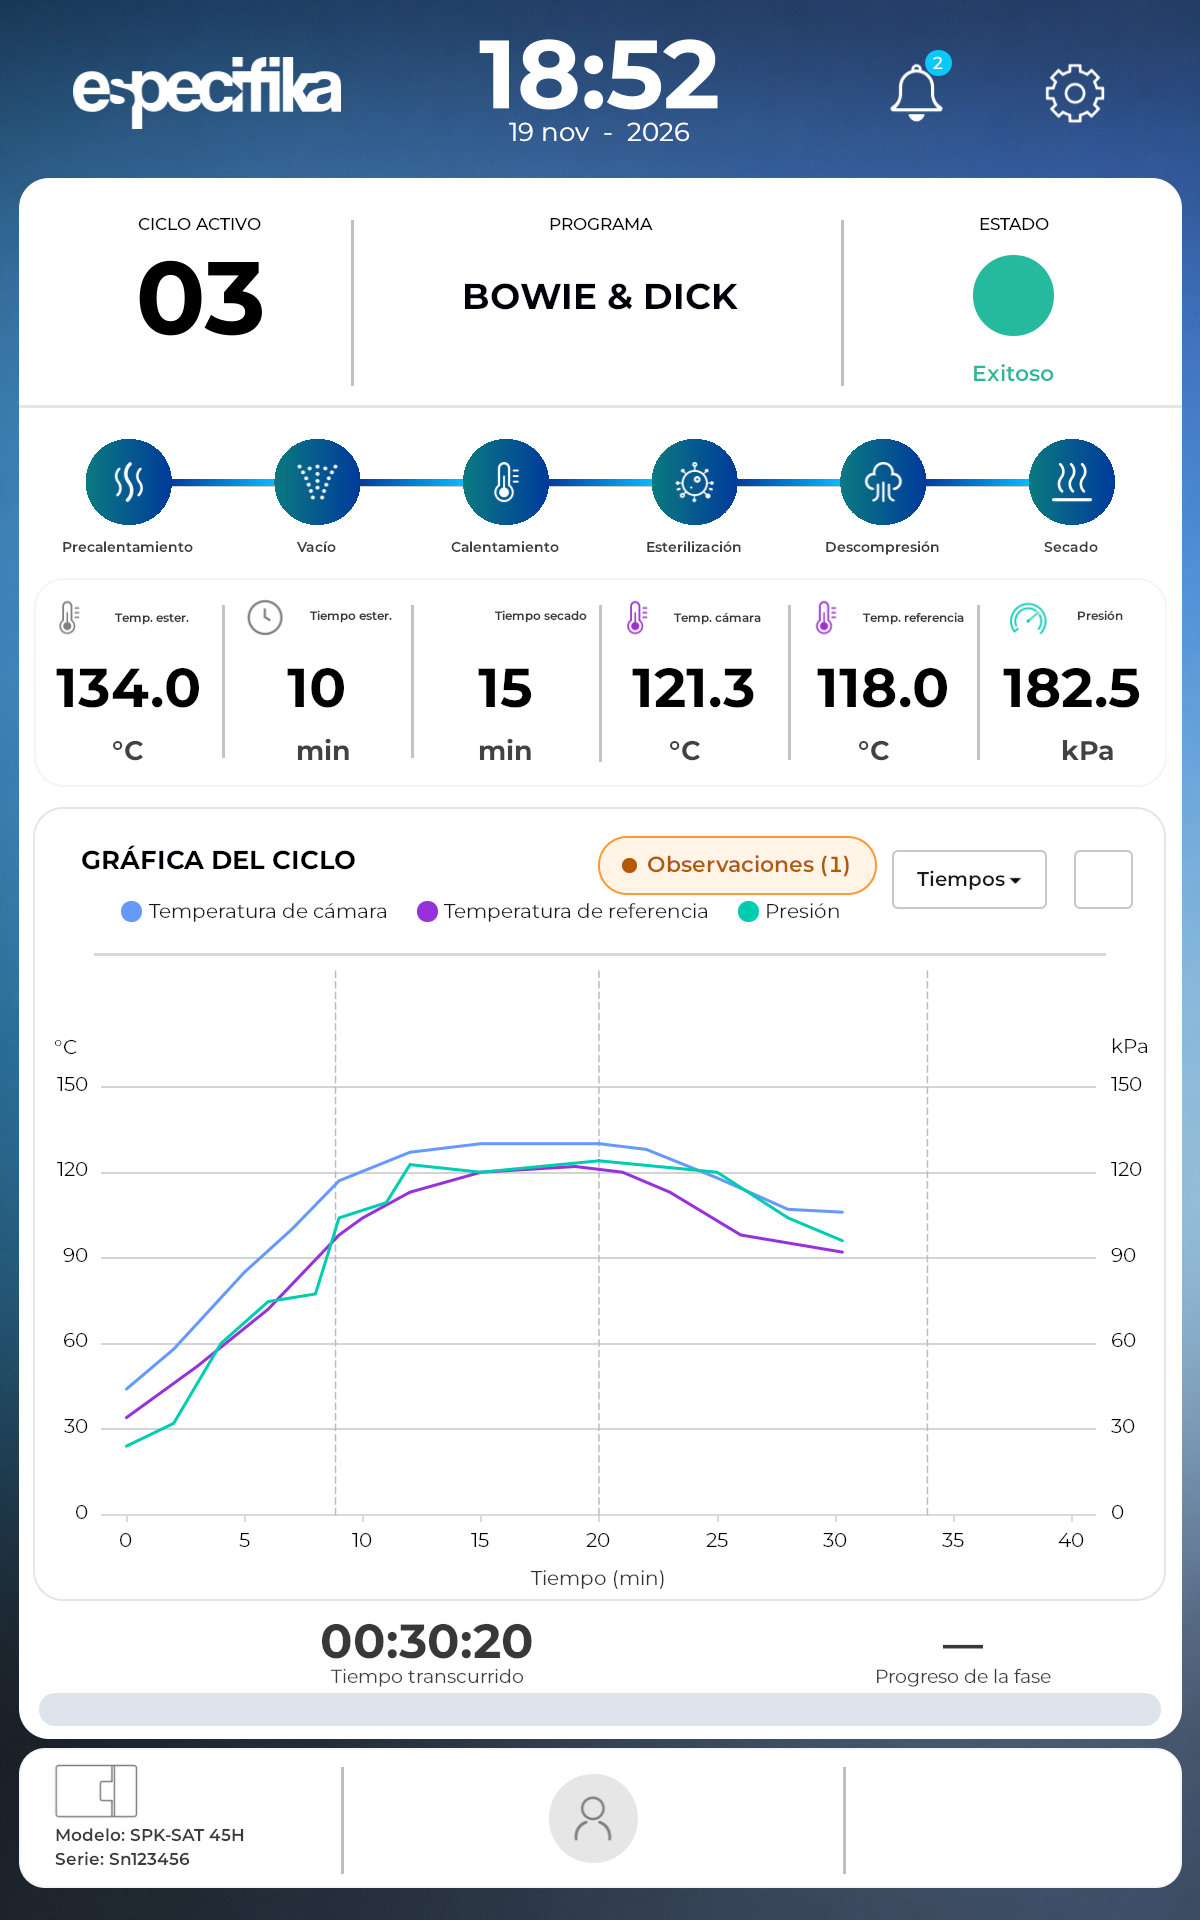 especifika
18:52
19 nov - 2026
2
CICLO ACTIVO
03
PROGRAMA
BOWIE & DICK
ESTADO
Exitoso
Precalentamiento
Vacío
Calentamiento
Esterilización
Descompresión
Secado
Temp. ester.
134.0
°C
Tiempo ester.
10
min
Tiempo secado
15
min
Temp. cámara
121.3
°C
Temp. referencia
118.0
°C
Presión
182.5
kPa
GRÁFICA DEL CICLO
Observaciones (1)
Tiempos
Temperatura de cámara
Temperatura de referencia
Presión
°C
kPa
150
150
120
120
90
90
60
60
30
30
0
0
0 5 10 15 20 25 30 35 40
Tiempo (min)
00:30:20
Tiempo transcurrido
—
Progreso de la fase
Modelo: SPK-SAT 45H
Serie: Sn123456